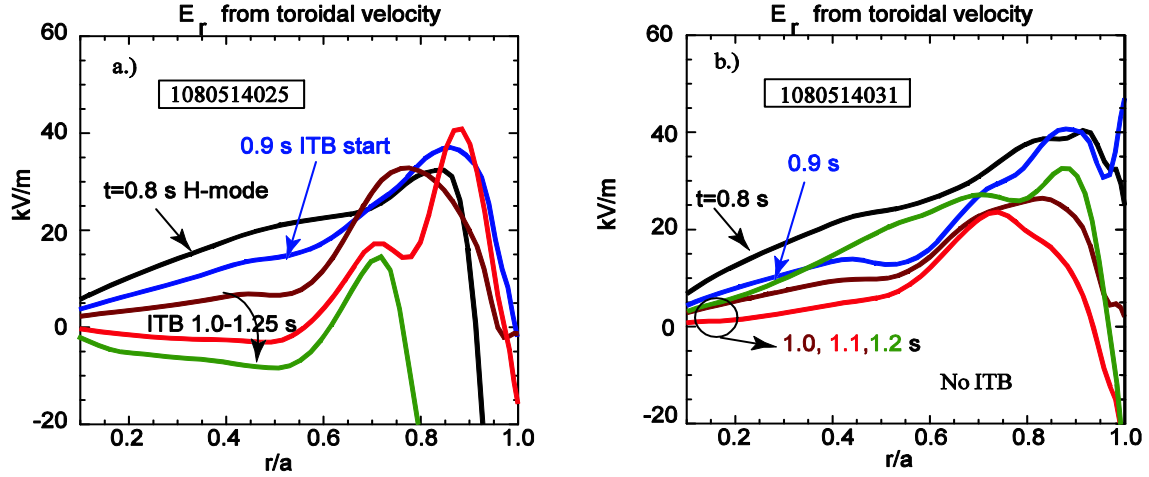 E_r from toroidal velocity
a.)
1080514025
0.9 s ITB start
t=0.8 s H-mode
ITB 1.0-1.25 s
kV/m
60
40
20
0
-20
0.2 0.4 0.6 0.8 1.0
r/a
E_r from toroidal velocity
b.)
1080514031
0.9 s
t=0.8 s
1.0, 1.1,1.2 s
No ITB
kV/m
60
40
20
0
-20
0.2 0.4 0.6 0.8 1.0
r/a